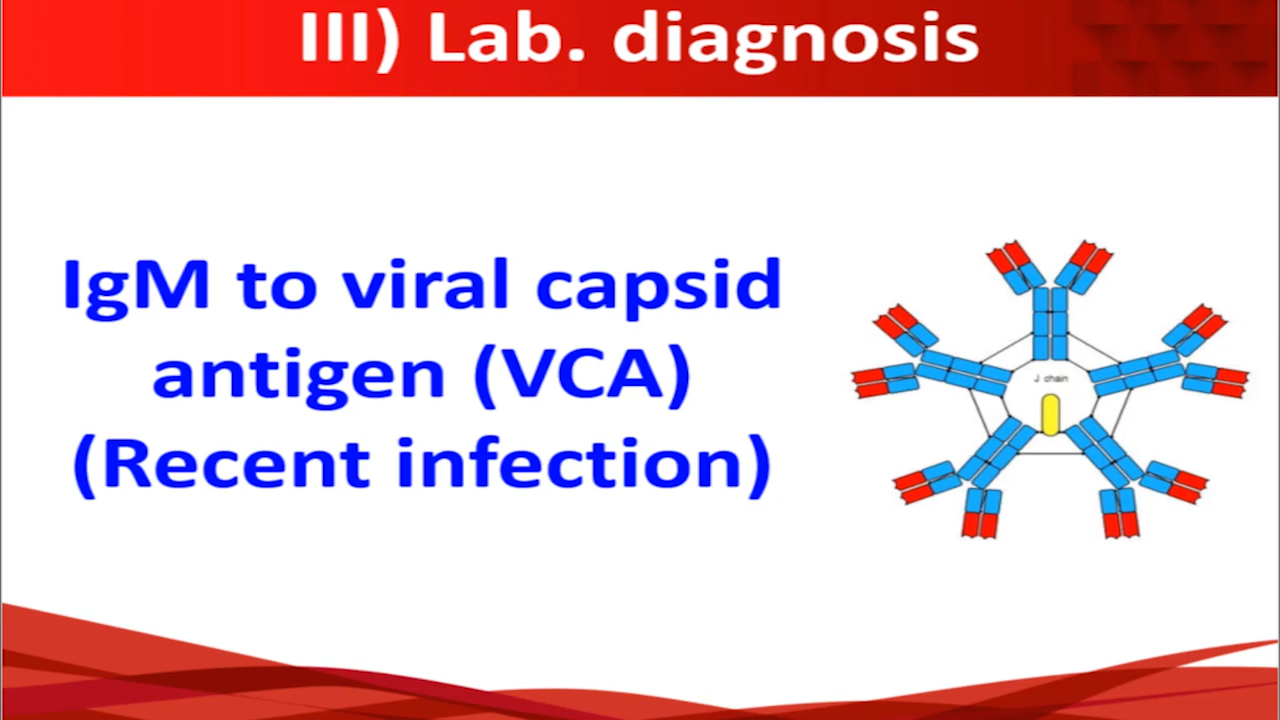 III) Lab. diagnosis
IgM to viral capsid
antigen (VCA)
(Recent infection)
J chain